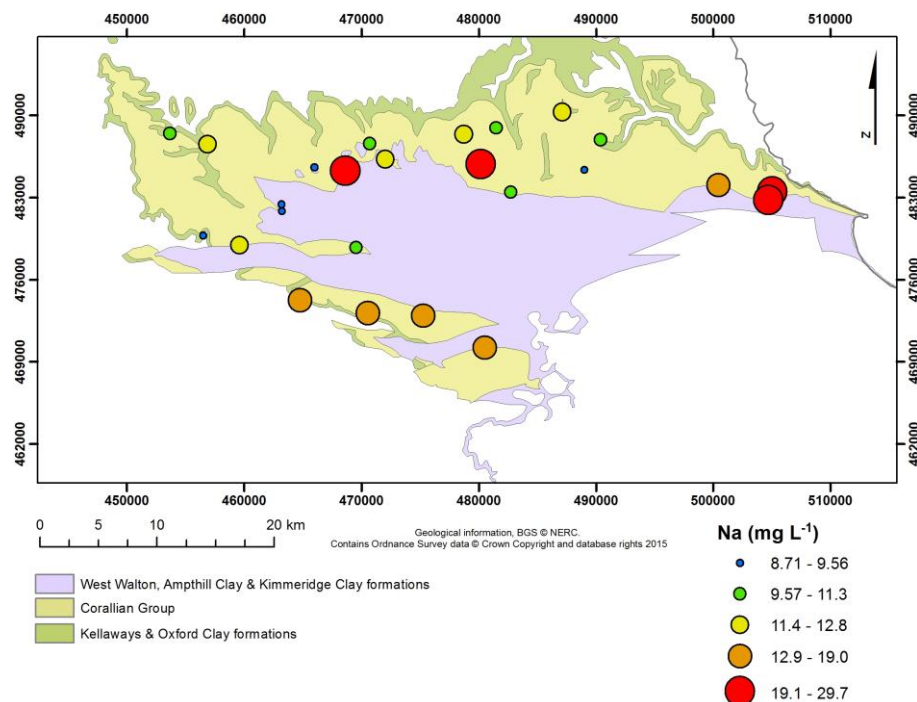 450000 460000 470000 480000 490000 500000 510000
490000 490000
483000 483000
476000 476000
469000 469000
462000 462000
N
450000 460000 470000 480000 490000 500000 510000
0 5 10 20 km
Geological information, BGS © NERC.
Contains Ordnance Survey data © Crown Copyright and database rights 2015
West Walton, Ampthill Clay & Kimmeridge Clay formations
Corallian Group
Kellaways & Oxford Clay formations
Na (mg L⁻¹)
8.71 - 9.56
9.57 - 11.3
11.4 - 12.8
12.9 - 19.0
19.1 - 29.7